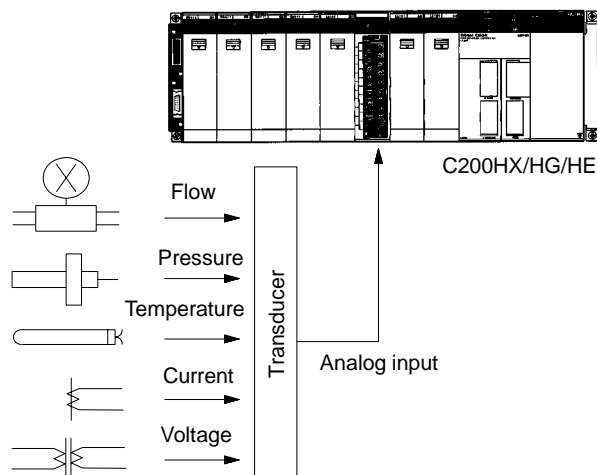 C200HX/HG/HE
Flow
Pressure
Temperature
Current
Voltage
Transducer
Analog input